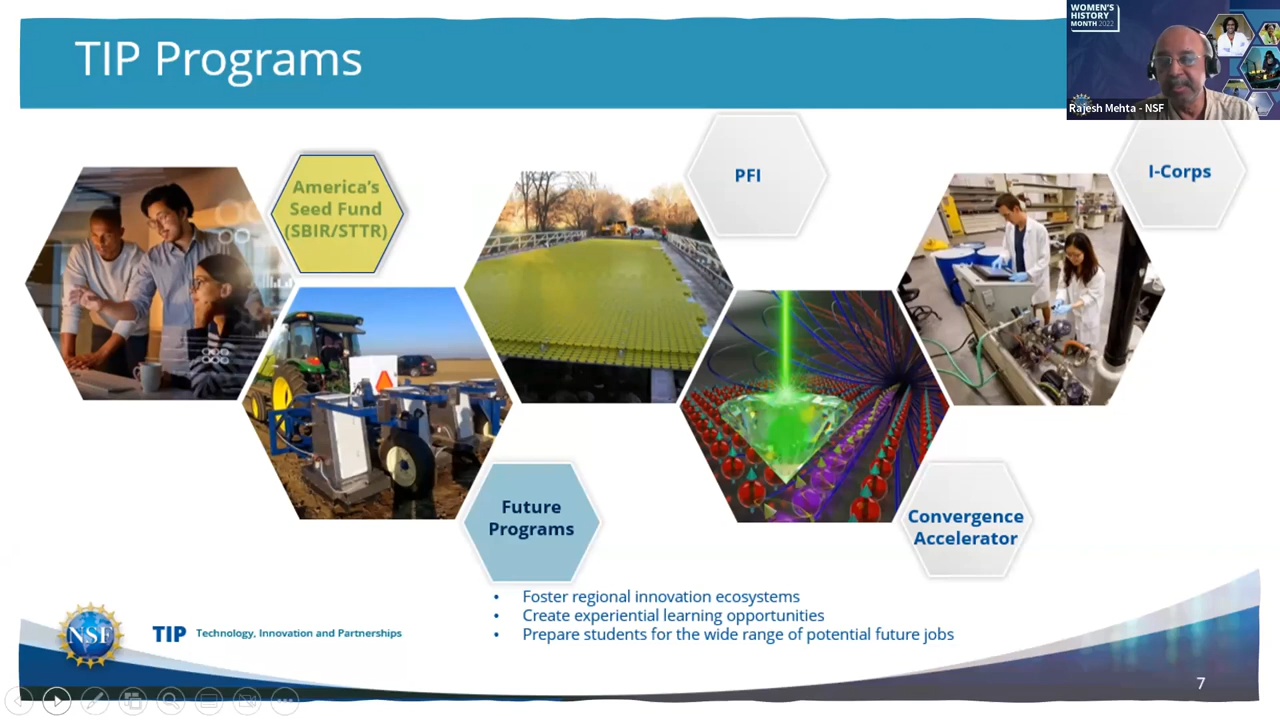 TIP Programs
WOMEN'S
HISTORY
MONTH 2022
Rajesh Mehta - NSF
America's
Seed Fund
(SBIR/STTR)
PFI
I-Corps
Future
Programs
Convergence
Accelerator
• Foster regional innovation ecosystems
• Create experiential learning opportunities
• Prepare students for the wide range of potential future jobs
NSF
TIP Technology, Innovation and Partnerships
7